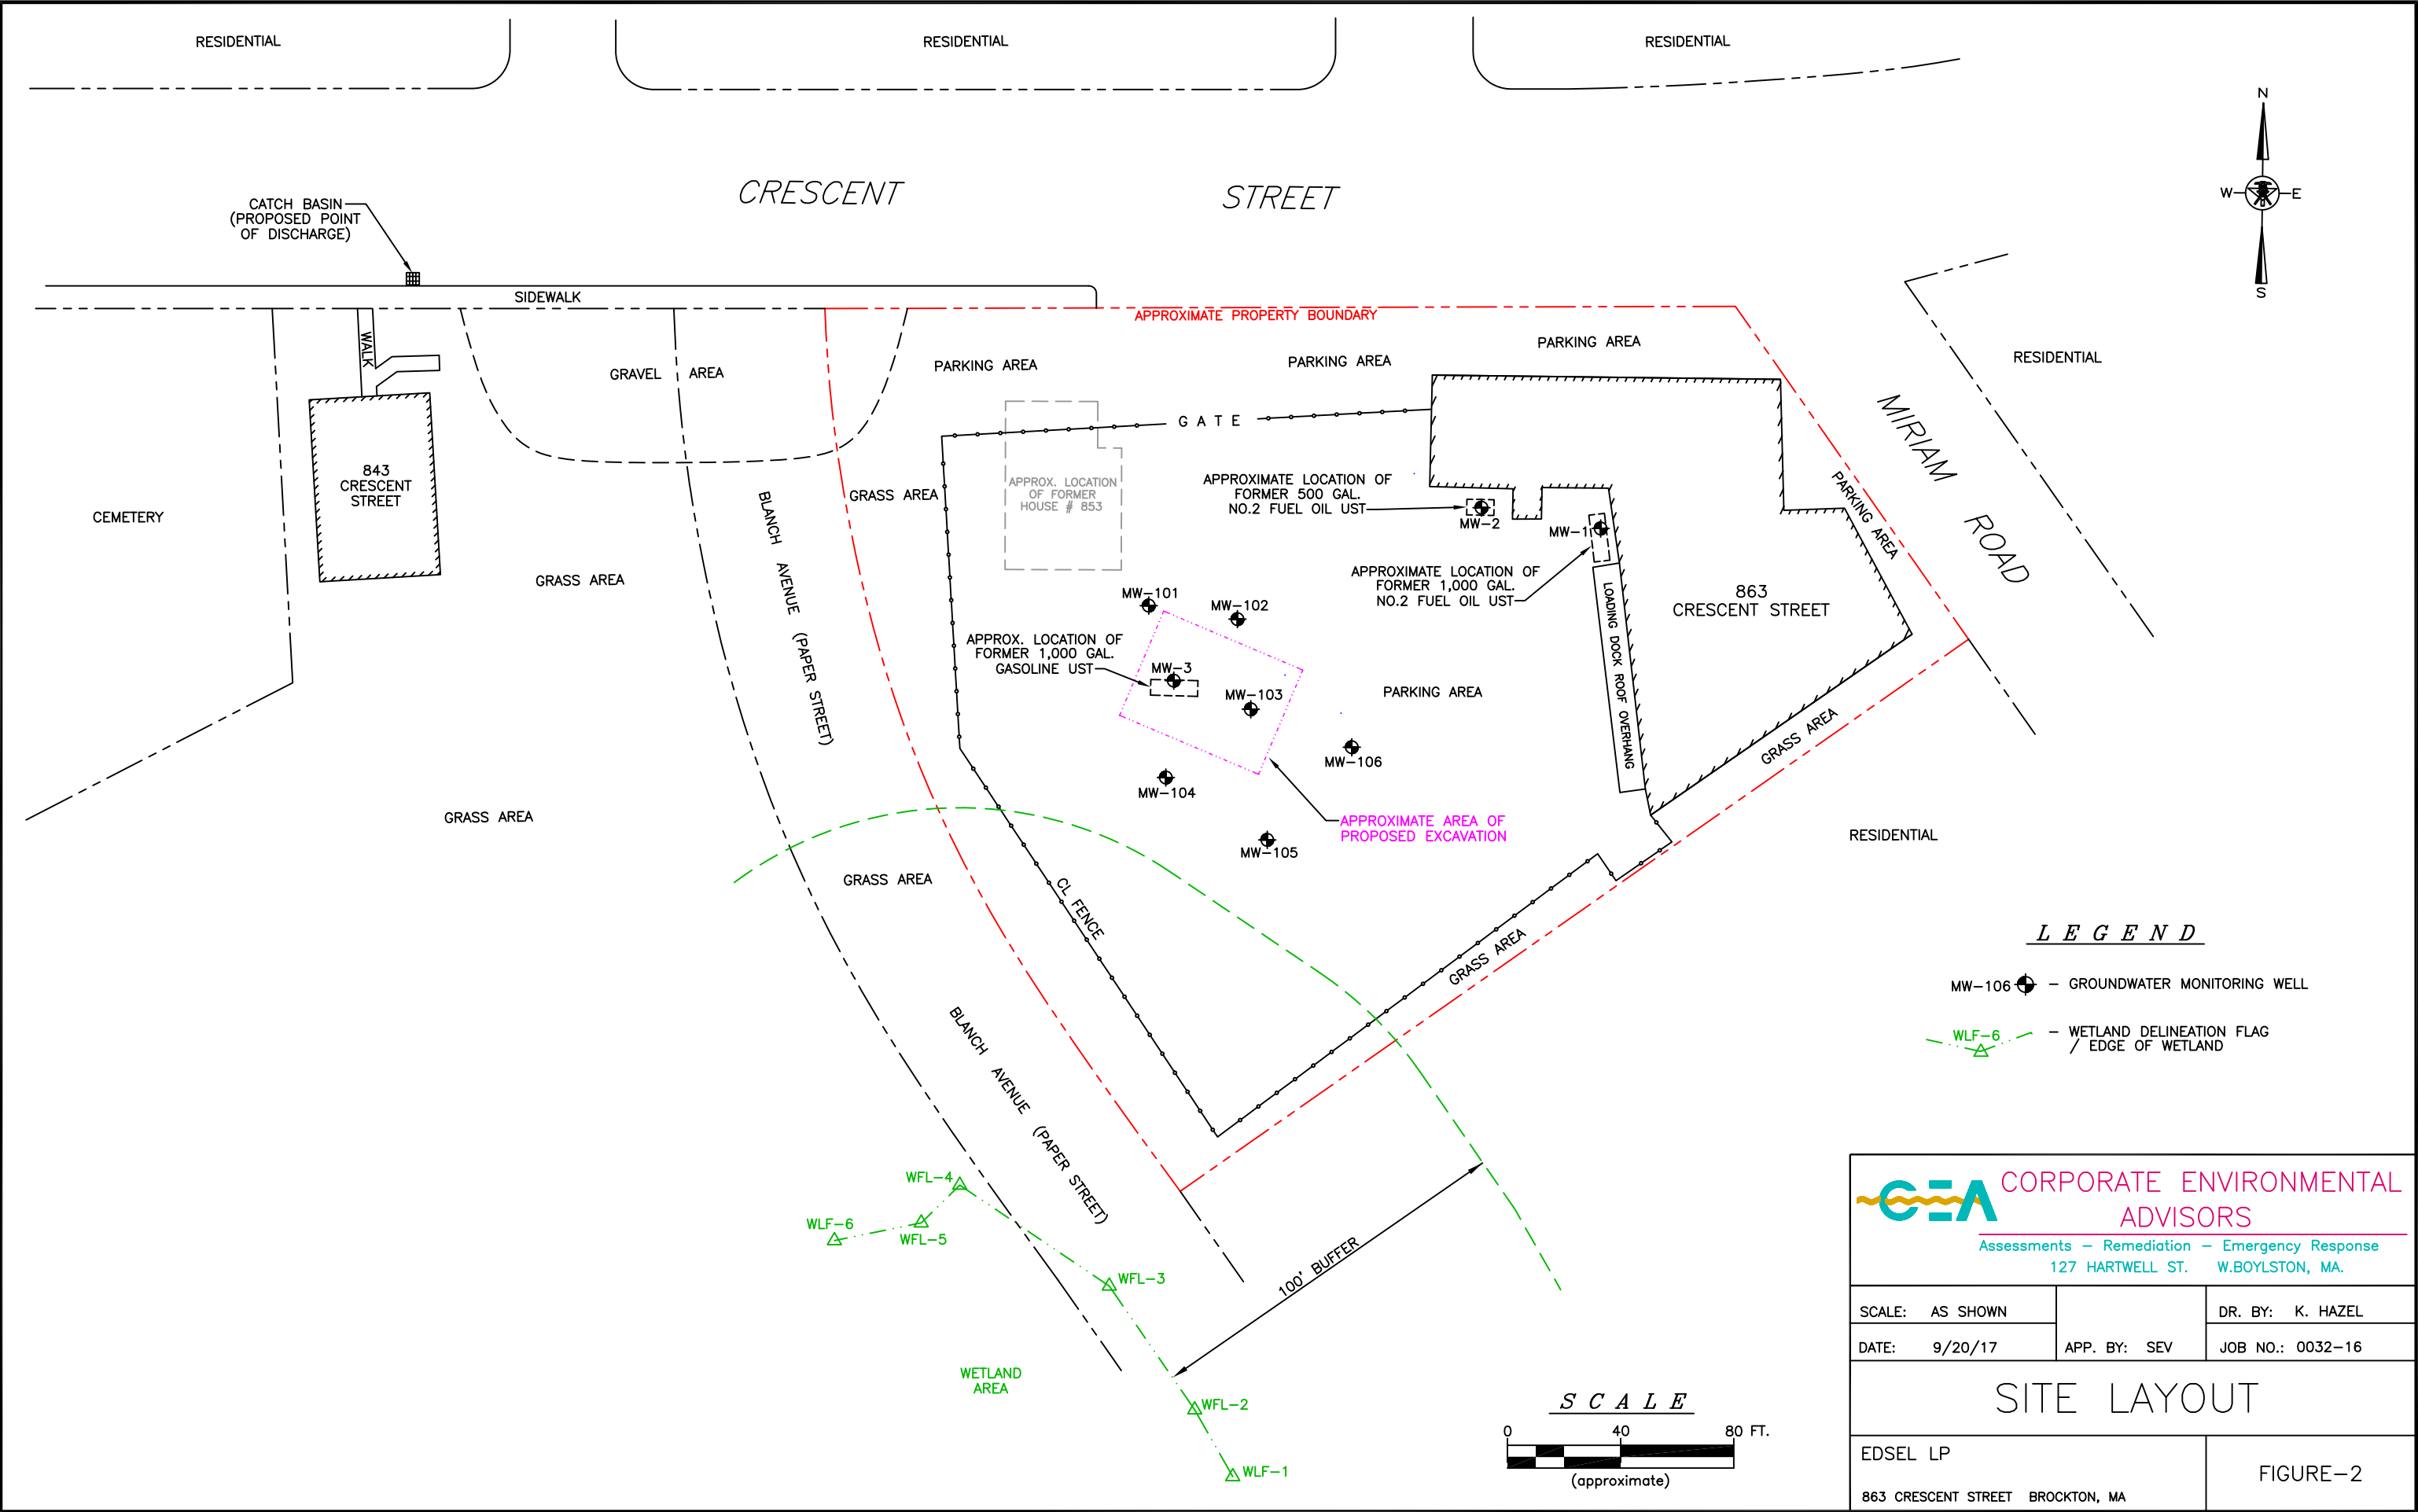 RESIDENTIAL
RESIDENTIAL
RESIDENTIAL
N
W
E
S
CRESCENT STREET
CATCH BASIN
(PROPOSED POINT
OF DISCHARGE)
SIDEWALK
APPROXIMATE PROPERTY BOUNDARY
WALK
GRAVEL AREA
PARKING AREA
PARKING AREA
PARKING AREA
RESIDENTIAL
MIRIAM ROAD
PARKING AREA
GATE
843
CRESCENT
STREET
CEMETERY
GRASS AREA
APPROX. LOCATION
OF FORMER
HOUSE # 853
APPROXIMATE LOCATION OF
FORMER 500 GAL.
NO.2 FUEL OIL UST
MW-2
MW-1
BLANCH AVENUE (PAPER STREET)
GRASS AREA
APPROXIMATE LOCATION OF
FORMER 1,000 GAL.
NO.2 FUEL OIL UST
LOADING DOCK ROOF OVERHANG
863
CRESCENT STREET
MW-101
MW-102
APPROX. LOCATION OF
FORMER 1,000 GAL.
GASOLINE UST
MW-3
MW-103
PARKING AREA
MW-106
MW-104
GRASS AREA
GRASS AREA
APPROXIMATE AREA OF
PROPOSED EXCAVATION
MW-105
RESIDENTIAL
GRASS AREA
CL FENCE
GRASS AREA
LEGEND
MW-106 - GROUNDWATER MONITORING WELL
WLF-6 - WETLAND DELINEATION FLAG
/ EDGE OF WETLAND
BLANCH AVENUE (PAPER STREET)
WFL-4
WLF-6
WFL-5
WFL-3
100' BUFFER
WETLAND
AREA
WFL-2
WLF-1
SCALE
0 40 80 FT.
(approximate)
CEA
CORPORATE ENVIRONMENTAL
ADVISORS
Assessments - Remediation - Emergency Response
127 HARTWELL ST. W.BOYLSTON, MA.
SCALE: AS SHOWN
DR. BY: K. HAZEL
DATE: 9/20/17
APP. BY: SEV
JOB NO.: 0032-16
SITE LAYOUT
EDSEL LP
863 CRESCENT STREET BROCKTON, MA
FIGURE-2